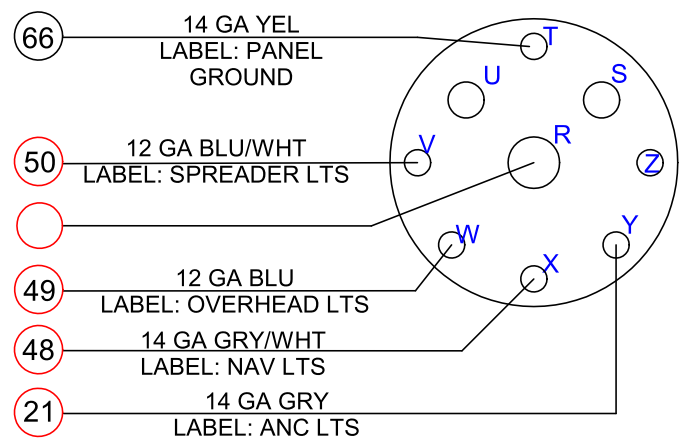 66
14 GA YEL
LABEL: PANEL
GROUND
T
U
S
50
12 GA BLU/WHT
LABEL: SPREADER LTS
V
R
Z
W
Y
49
12 GA BLU
LABEL: OVERHEAD LTS
X
48
14 GA GRY/WHT
LABEL: NAV LTS
21
14 GA GRY
LABEL: ANC LTS